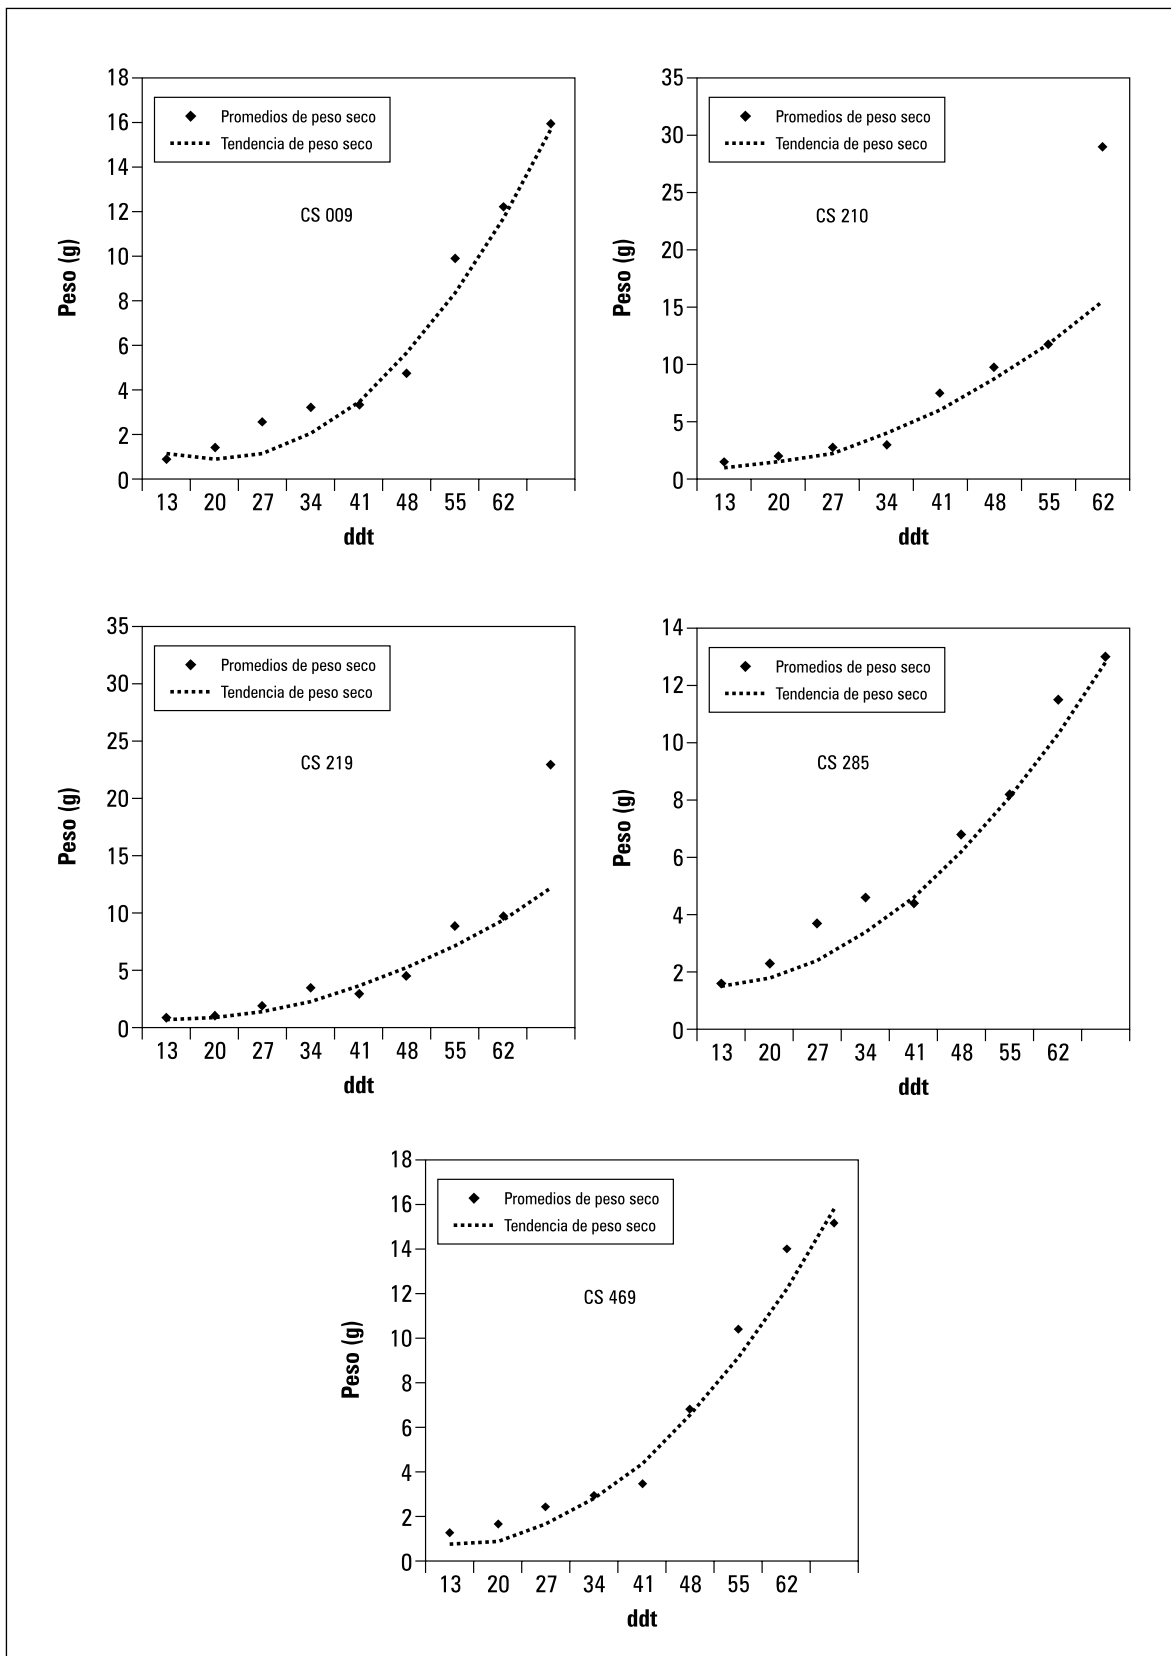 18
16
14
12
10
8
6
4
2
0
Peso (g)
Promedios de peso seco
Tendencia de peso seco
CS 009
13 20 27 34 41 48 55 62
ddt
35
30
25
20
15
10
5
0
Peso (g)
Promedios de peso seco
Tendencia de peso seco
CS 210
13 20 27 34 41 48 55 62
ddt
35
30
25
20
15
10
5
0
Peso (g)
Promedios de peso seco
Tendencia de peso seco
CS 219
13 20 27 34 41 48 55 62
ddt
14
12
10
8
6
4
2
0
Peso (g)
Promedios de peso seco
Tendencia de peso seco
CS 285
13 20 27 34 41 48 55 62
ddt
18
16
14
12
10
8
6
4
2
0
Peso (g)
Promedios de peso seco
Tendencia de peso seco
CS 469
13 20 27 34 41 48 55 62
ddt